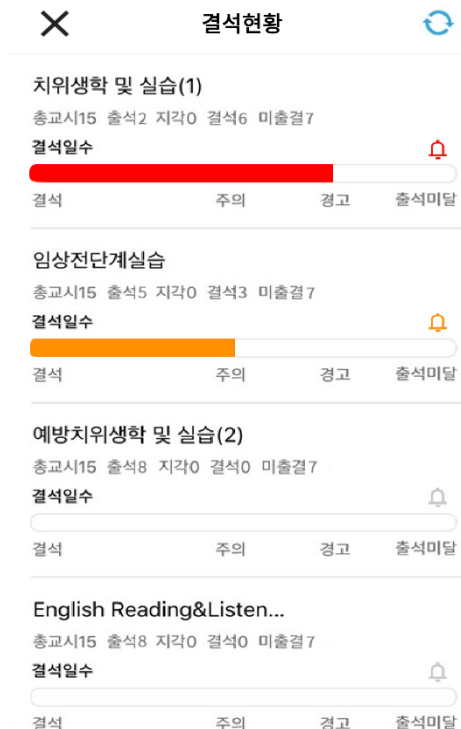 결석현황
치위생학 및 실습(1)
총교시15 출석2 지각0 결석6 미출결7
결석일수
결석 주의 경고 출석미달
임상전단계실습
총교시15 출석5 지각0 결석3 미출결7
결석일수
결석 주의 경고 출석미달
예방치위생학 및 실습(2)
총교시15 출석8 지각0 결석0 미출결7
결석일수
결석 주의 경고 출석미달
English Reading&Listen...
총교시15 출석8 지각0 결석0 미출결7
결석일수
결석 주의 경고 출석미달